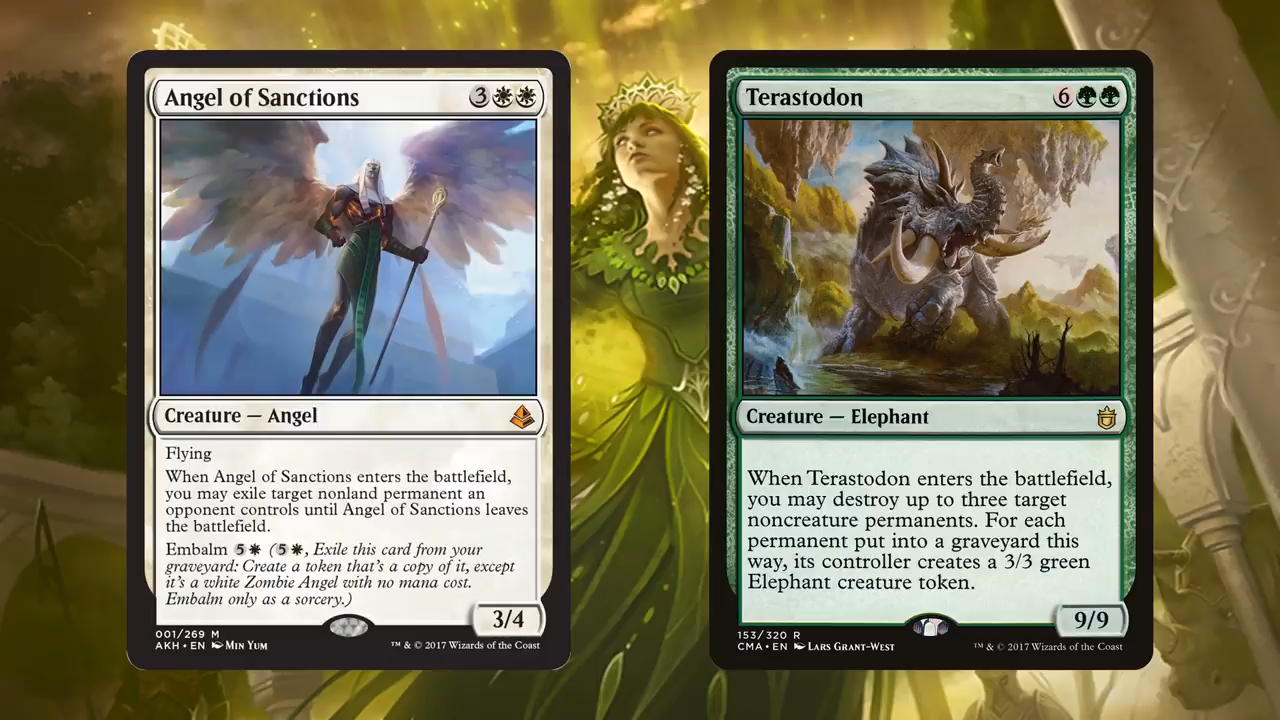 Angel of Sanctions
3
Creature — Angel
Flying
When Angel of Sanctions enters the battlefield,
you may exile target nonland permanent an
opponent controls until Angel of Sanctions leaves
the battlefield.
Embalm 5 (5, Exile this card from your
graveyard: Create a token that's a copy of it, except
it's a white Zombie Angel with no mana cost.
Embalm only as a sorcery.)
3/4
001/269 M
AKH • EN Min Yum
™ & © 2017 Wizards of the Coast
Terastodon
6
Creature — Elephant
When Terastodon enters the battlefield,
you may destroy up to three target
noncreature permanents. For each
permanent put into a graveyard this
way, its controller creates a 3/3 green
Elephant creature token.
9/9
153/320 R
CMA • EN Lars Grant-West
™ & © 2017 Wizards of the Coast